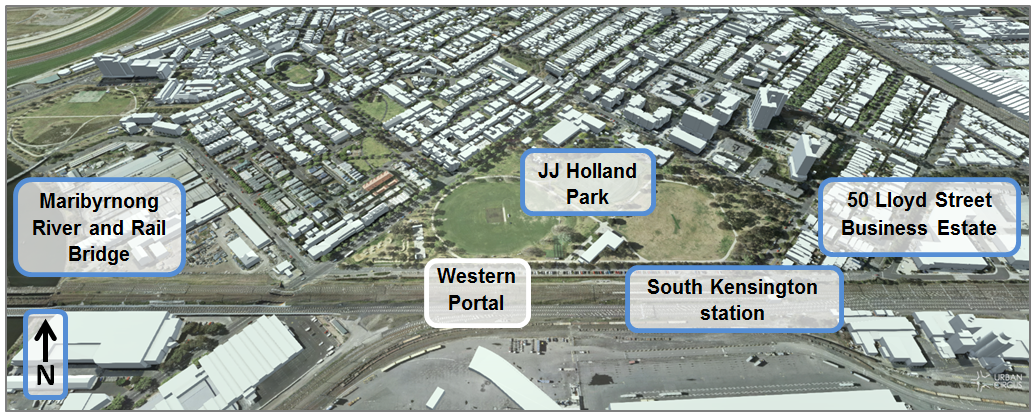 JJ Holland
Park
Maribyrnong
River and Rail
Bridge
50 Lloyd Street
Business Estate
Western
Portal
South Kensington
station
N
URBAN
CIRCUS